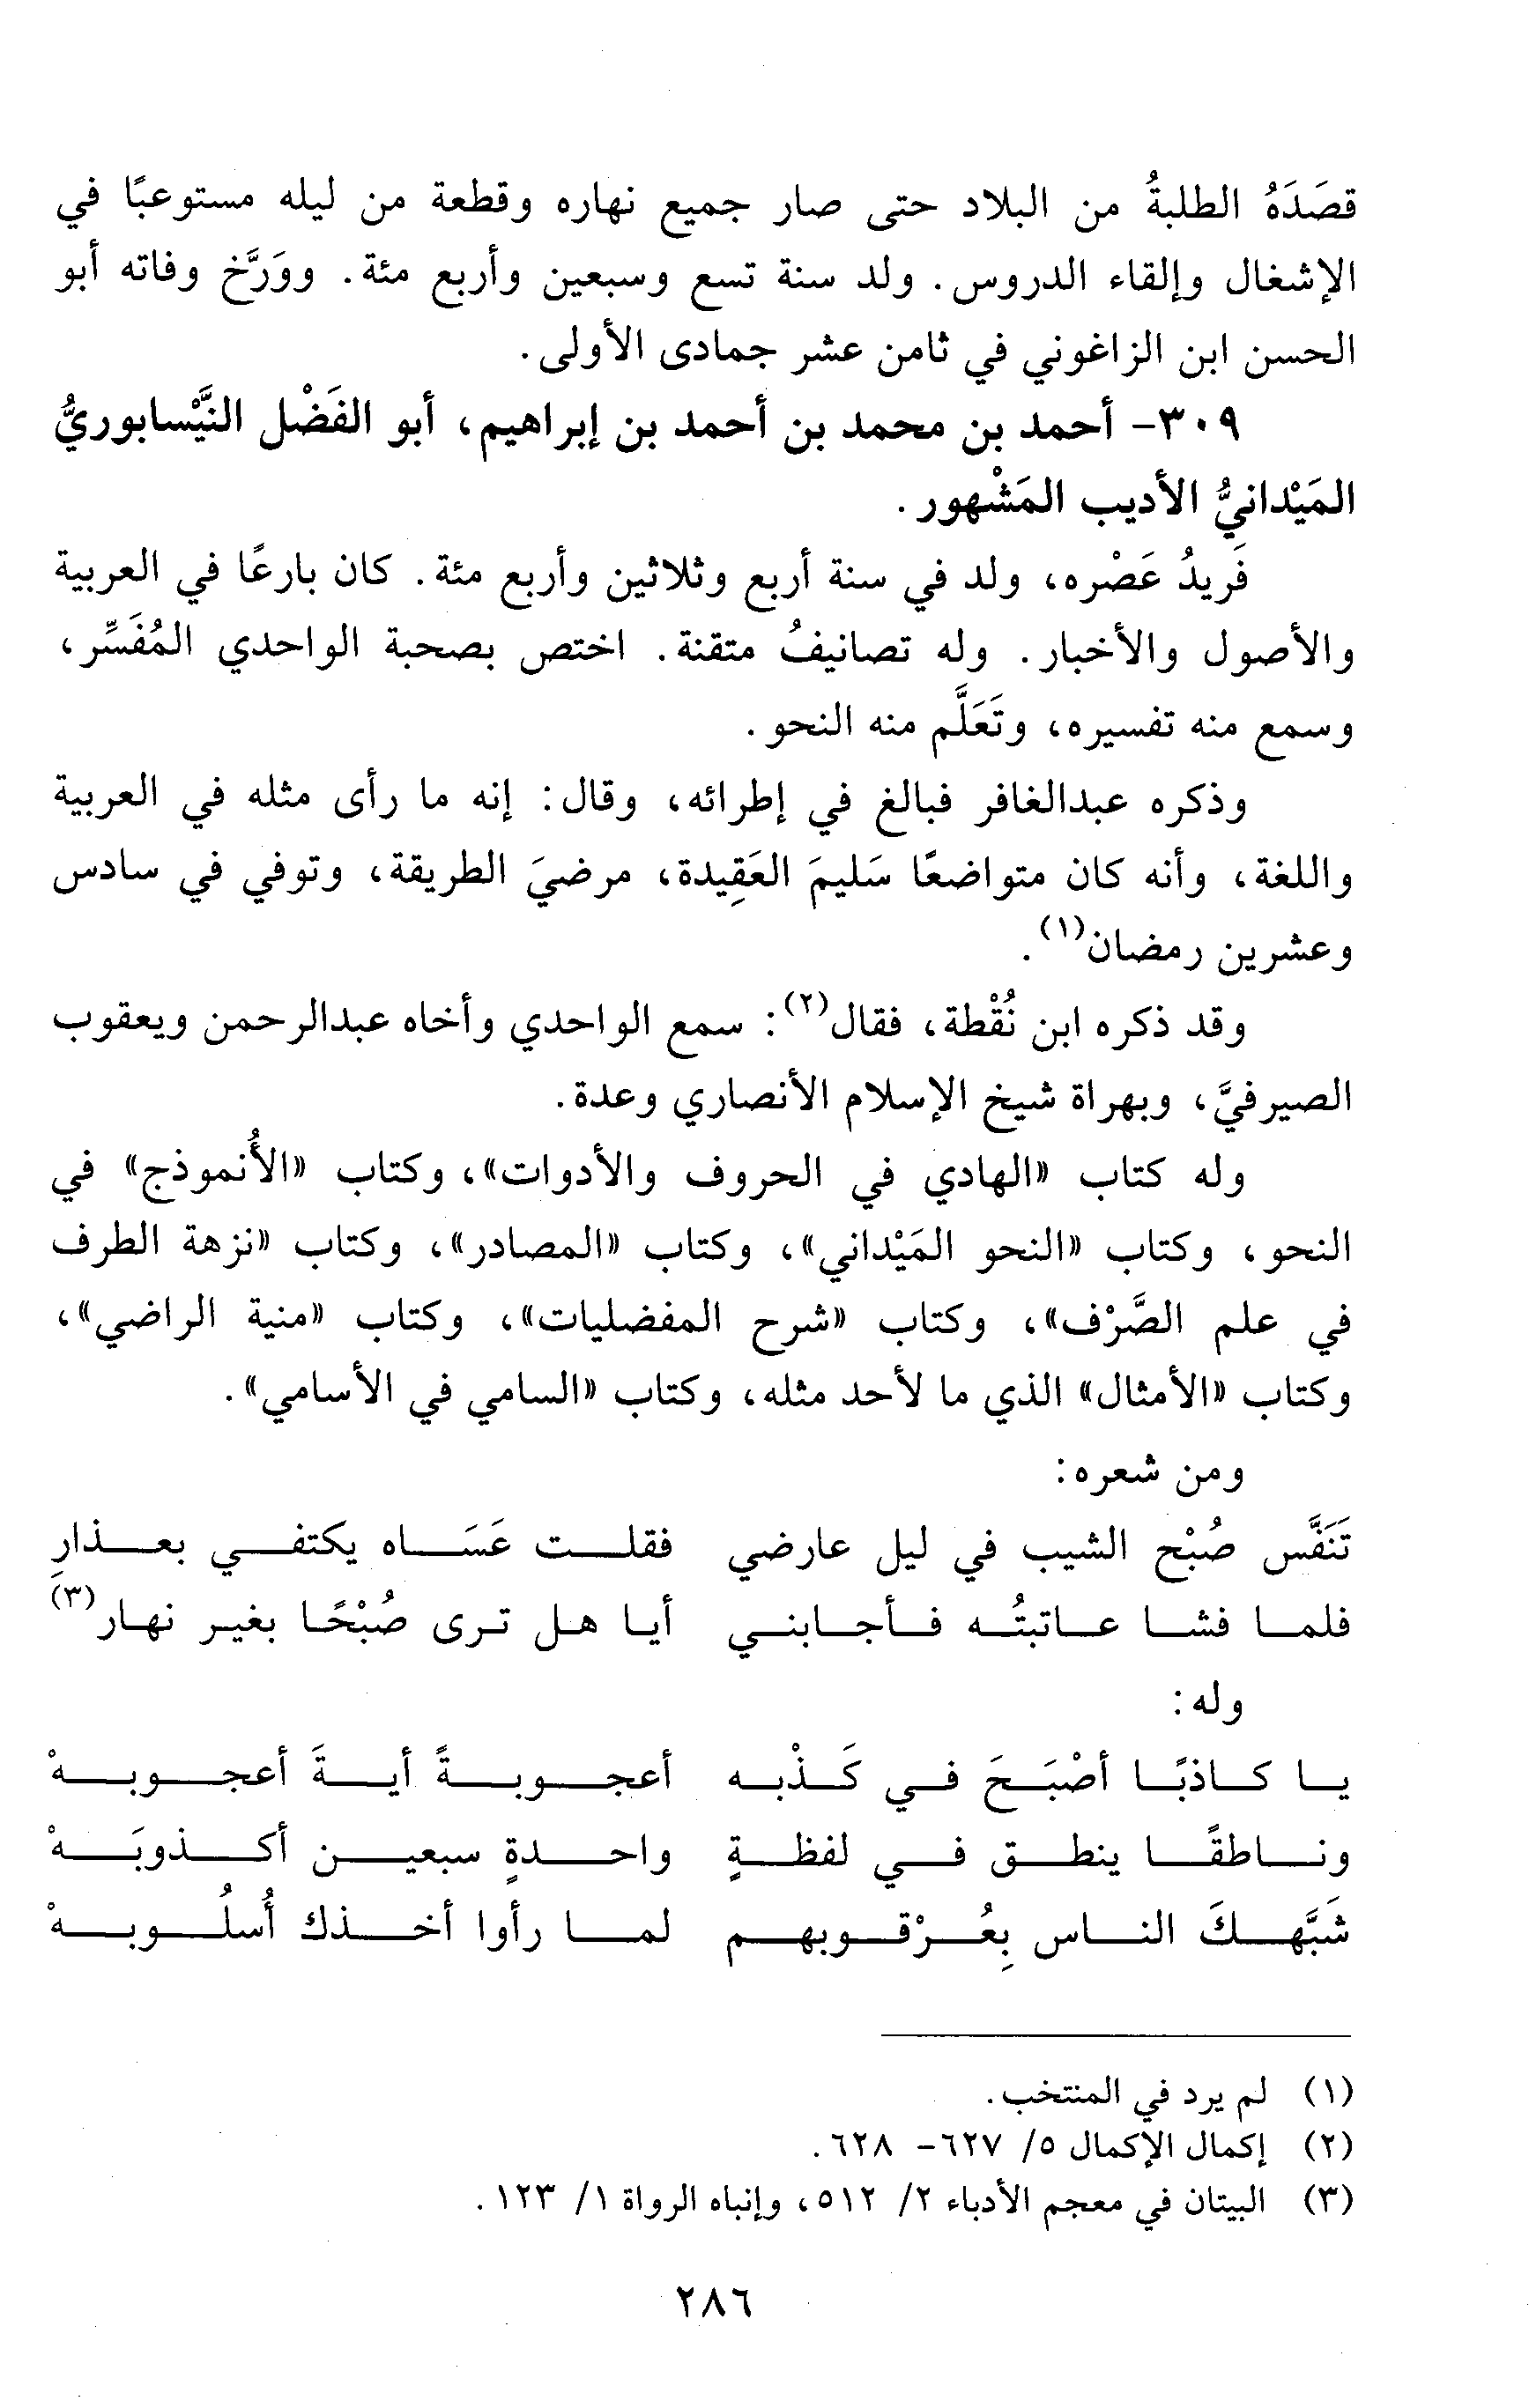 قصَدَهُ الطلبةُ من البلاد حتى صار جميع نهاره وقطعة من ليله مستوعبًا في
الإشغال وإلقاء الدروس. ولد سنة تسع وسبعين وأربع مئة. وورَّخ وفاته أبو
الحسن ابن الزاغوني في ثامن عشر جمادى الأولى.
٣٠٩- أحمد بن محمد بن أحمد بن إبراهيم، أبو الفَضْل النَّيْسابوريُّ
المَيْدانيُّ الأديب المَشْهور.
فَريدُ عَصْره، ولد في سنة أربع وثلاثين وأربع مئة. كان بارعًا في العربية
والأصول والأخبار. وله تصانيفُ متقنة. اختص بصحبة الواحدي المُفَسِّر،
وسمع منه تفسيره، وتَعَلَّم منه النحو.
وذكره عبدالغافر فبالغ في إطرائه، وقال: إنه ما رأى مثله في العربية
واللغة، وأنه كان متواضعًا سَليمَ العَقِيدة، مرضيَ الطريقة، وتوفي في سادس
وعشرين رمضان(١).
وقد ذكره ابن نُقْطة، فقال(٢): سمع الواحدي وأخاه عبدالرحمن ويعقوب
الصيرفيَّ، وبهراة شيخ الإسلام الأنصاري وعدة.
وله كتاب «الهادي في الحروف والأدوات»، وكتاب «الأُنموذج» في
النحو، وكتاب «النحو المَيْداني»، وكتاب «المصادر»، وكتاب «نزهة الطرف
في علم الصَّرْف»، وكتاب «شرح المفضليات»، وكتاب «منية الراضي»،
وكتاب «الأمثال» الذي ما لأحد مثله، وكتاب «السامي في الأسامي».
ومن شعره:
تَنَفَّس صُبْح الشيب في ليل عارضي فقلت عَسَاه يكتفي بعذارِ
فلما فشا عاتبتُه فأجابني أيا هل ترى صُبْحًا بغير نهار(٣)
وله:
يا كاذبًا أصْبَحَ في كَذْبه أعجوبةً أيةَ أعجوبهْ
وناطقًا ينطق في لفظةٍ واحدةٍ سبعين أكذوبَهْ
شَبَّهكَ الناس بِعُرْقوبهم لما رأوا أخذك أُسلُوبهْ
(١) لم يرد في المنتخب.
(٢) إكمال الإكمال ٥/ ٦٢٧- ٦٢٨.
(٣) البيتان في معجم الأدباء ٢/ ٥١٢، وإنباه الرواة ١/ ١٢٣.
٢٨٦